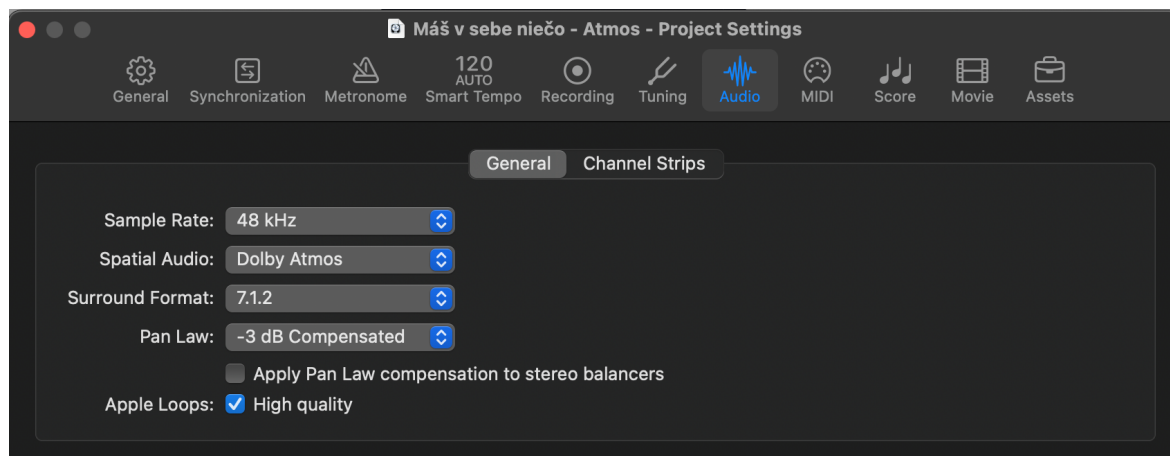 Máš v sebe niečo - Atmos - Project Settings
120
AUTO
General Synchronization Metronome Smart Tempo Recording Tuning Audio MIDI Score Movie Assets
General Channel Strips
Sample Rate: 48 kHz
Spatial Audio: Dolby Atmos
Surround Format: 7.1.2
Pan Law: -3 dB Compensated
Apply Pan Law compensation to stereo balancers
Apple Loops: High quality